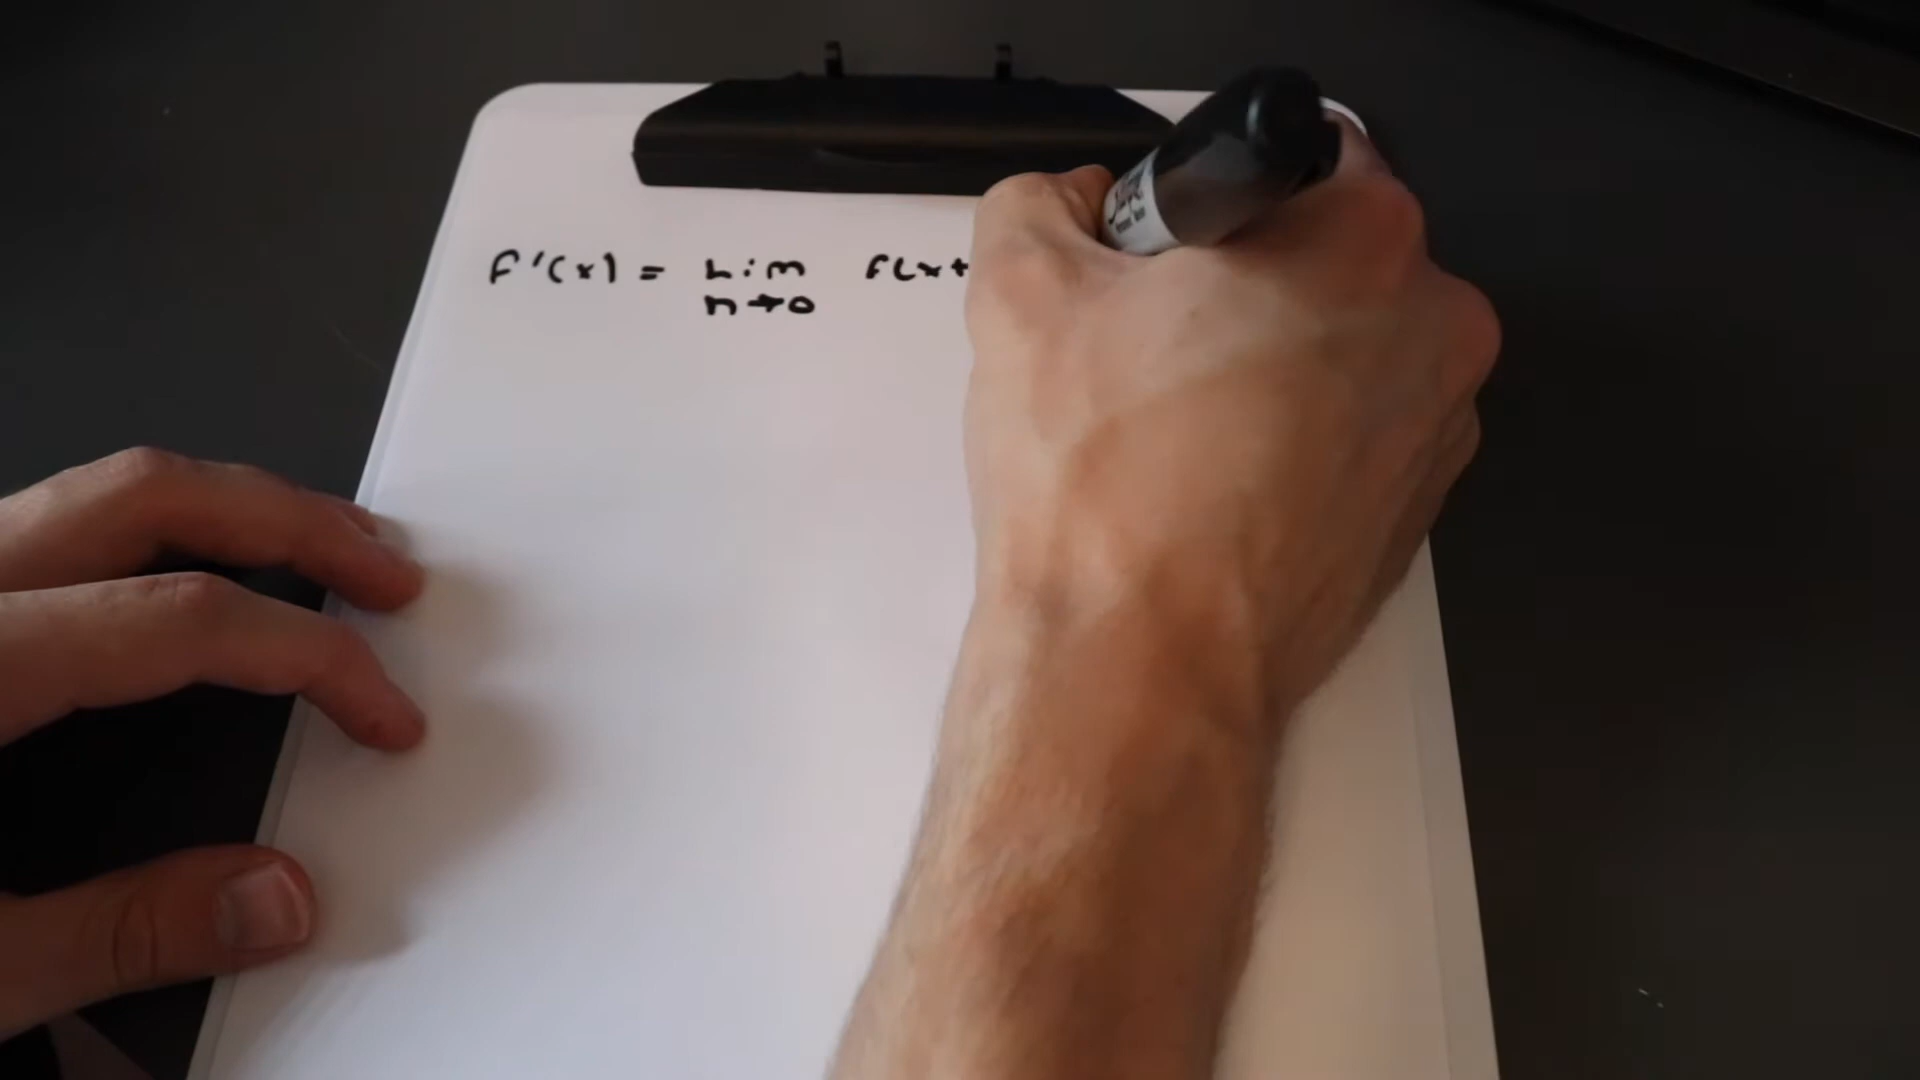 f'(x) = Lim f(x+
h→0